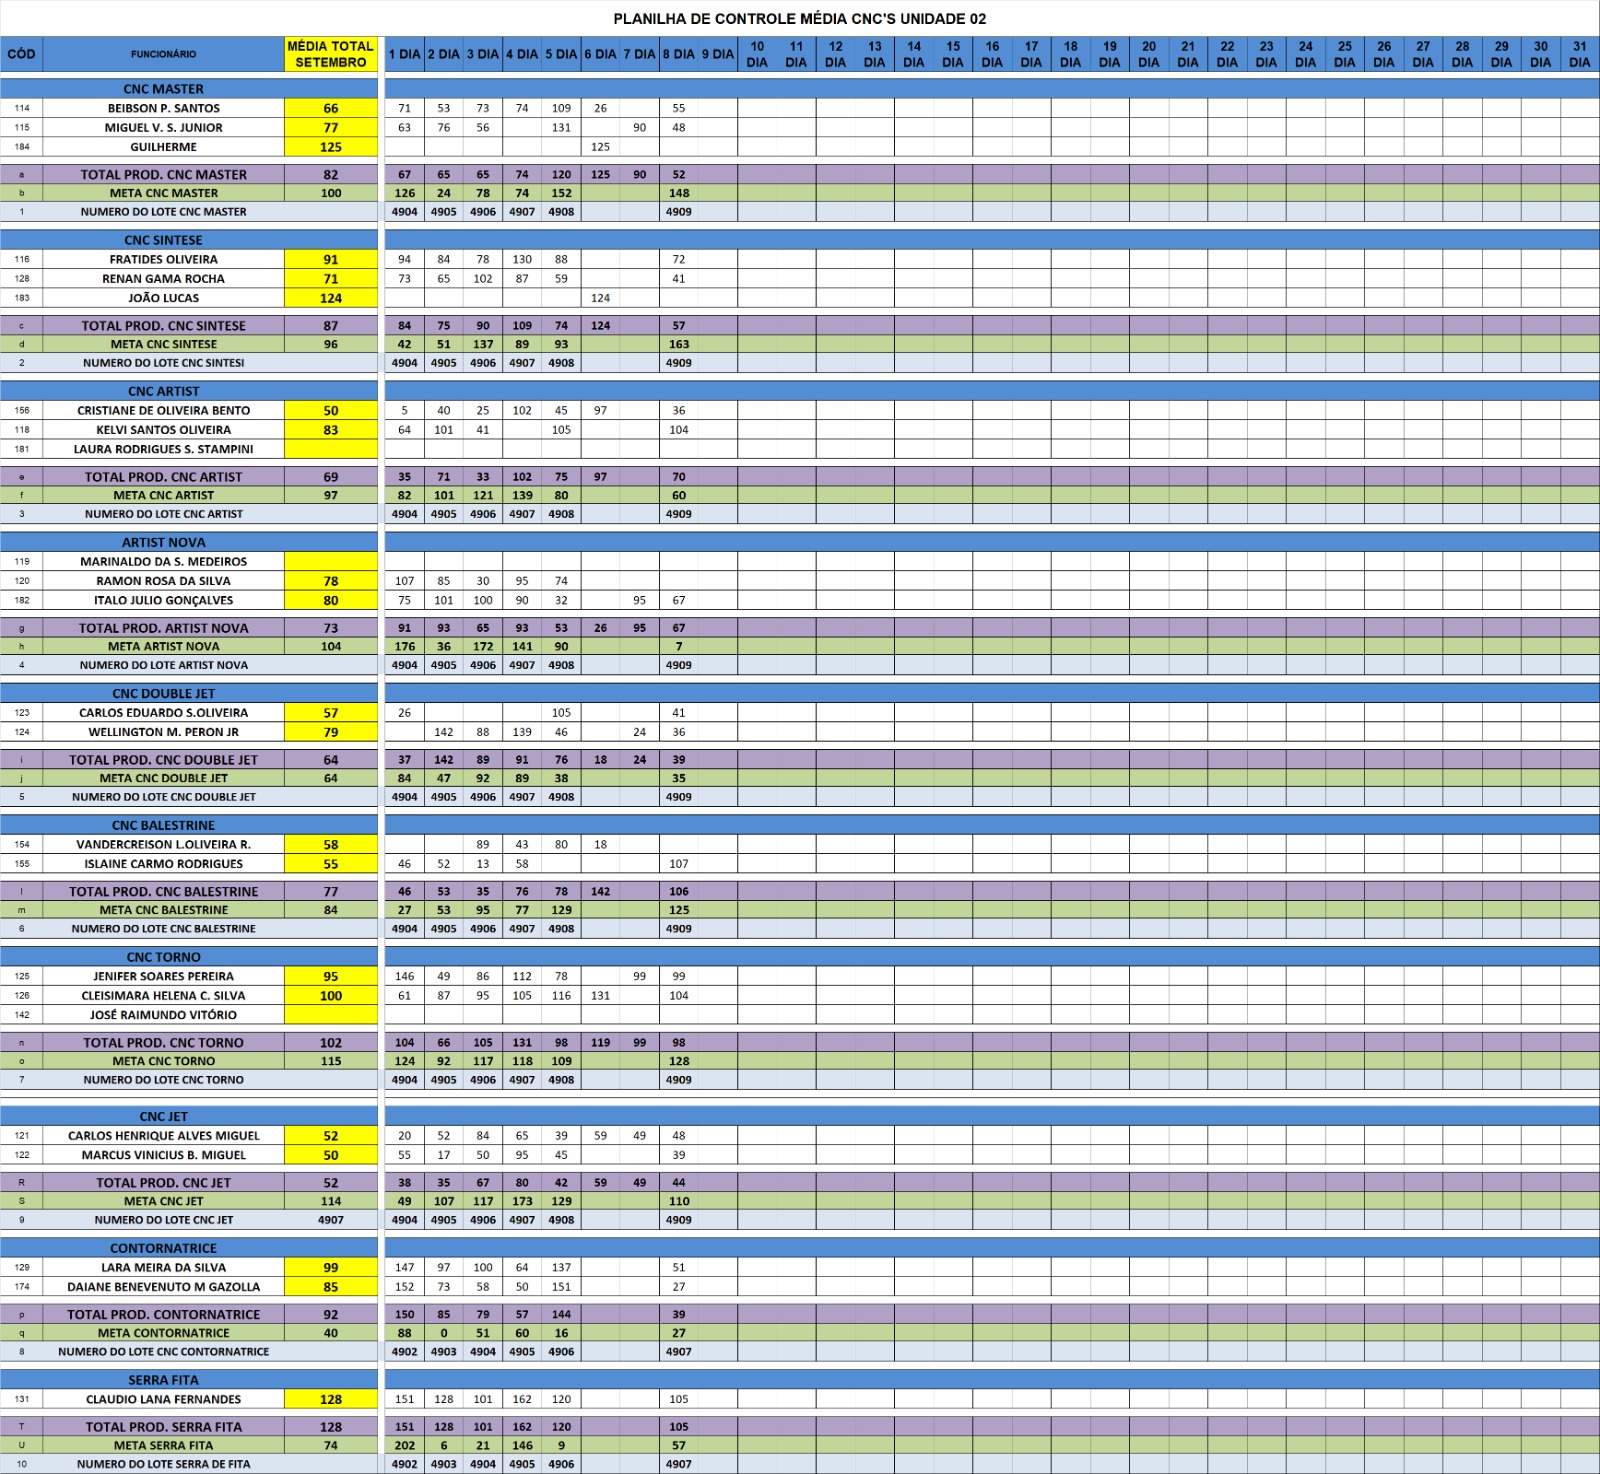 PLANILHA DE CONTROLE MÉDIA CNC'S UNIDADE 02
CÓD FUNCIONÁRIO MÉDIA TOTAL SETEMBRO 1 DIA 2 DIA 3 DIA 4 DIA 5 DIA 6 DIA 7 DIA 8 DIA 9 DIA 10 DIA 11 DIA 12 DIA 13 DIA 14 DIA 15 DIA 16 DIA 17 DIA 18 DIA 19 DIA 20 DIA 21 DIA 22 DIA 23 DIA 24 DIA 25 DIA 26 DIA 27 DIA 28 DIA 29 DIA 30 DIA 31 DIA
CNC MASTER
114 BEIBSON P. SANTOS 66 71 53 73 74 109 26 55
115 MIGUEL V. S. JUNIOR 77 63 76 56 131 90 48
184 GUILHERME 125 125
a TOTAL PROD. CNC MASTER 82 67 65 65 74 120 125 90 52
b META CNC MASTER 100 126 24 78 74 152 148
1 NUMERO DO LOTE CNC MASTER 4904 4905 4906 4907 4908 4909
CNC SINTESE
116 FRATIDES OLIVEIRA 91 94 84 78 130 88 72
128 RENAN GAMA ROCHA 71 73 65 102 87 59 41
183 JOÃO LUCAS 124 124
c TOTAL PROD. CNC SINTESE 87 84 75 90 109 74 124 57
d META CNC SINTESE 96 42 51 137 89 93 163
2 NUMERO DO LOTE CNC SINTESI 4904 4905 4906 4907 4908 4909
CNC ARTIST
156 CRISTIANE DE OLIVEIRA BENTO 50 5 40 25 102 45 97 36
118 KELVI SANTOS OLIVEIRA 83 64 101 41 105 104
181 LAURA RODRIGUES S. STAMPINI
e TOTAL PROD. CNC ARTIST 69 35 71 33 102 75 97 70
f META CNC ARTIST 97 82 101 121 139 80 60
3 NUMERO DO LOTE CNC ARTIST 4904 4905 4906 4907 4908 4909
ARTIST NOVA
119 MARINALDO DA S. MEDEIROS
120 RAMON ROSA DA SILVA 78 107 85 30 95 74
182 ITALO JULIO GONÇALVES 80 75 101 100 90 32 95 67
g TOTAL PROD. ARTIST NOVA 73 91 93 65 93 53 26 95 67
h META ARTIST NOVA 104 176 36 172 141 90 7
4 NUMERO DO LOTE ARTIST NOVA 4904 4905 4906 4907 4908 4909
CNC DOUBLE JET
123 CARLOS EDUARDO S.OLIVEIRA 57 26 105 41
124 WELLINGTON M. PERON JR 79 142 88 139 46 24 36
i TOTAL PROD. CNC DOUBLE JET 64 37 142 89 91 76 18 24 39
j META CNC DOUBLE JET 64 84 47 92 89 38 35
5 NUMERO DO LOTE CNC DOUBLE JET 4904 4905 4906 4907 4908 4909
CNC BALESTRINE
154 VANDERCREISON L.OLIVEIRA R. 58 89 43 80 18
155 ISLAINE CARMO RODRIGUES 55 46 52 13 58 107
l TOTAL PROD. CNC BALESTRINE 77 46 53 35 76 78 142 106
m META CNC BALESTRINE 84 27 53 95 77 129 125
6 NUMERO DO LOTE CNC BALESTRINE 4904 4905 4906 4907 4908 4909
CNC TORNO
125 JENIFER SOARES PEREIRA 95 146 49 86 112 78 99 99
126 CLEISIMARA HELENA C. SILVA 100 61 87 95 105 116 131 104
142 JOSÉ RAIMUNDO VITÓRIO
n TOTAL PROD. CNC TORNO 102 104 66 105 131 98 119 99 98
o META CNC TORNO 115 124 92 117 118 109 128
7 NUMERO DO LOTE CNC TORNO 4904 4905 4906 4907 4908 4909
CNC JET
121 CARLOS HENRIQUE ALVES MIGUEL 52 20 52 84 65 39 59 49 48
122 MARCUS VINICIUS B. MIGUEL 50 55 17 50 95 45 39
R TOTAL PROD. CNC JET 52 38 35 67 80 42 59 49 44
S META CNC JET 114 49 107 117 173 129 110
9 NUMERO DO LOTE CNC JET 4907 4904 4905 4906 4907 4908 4909
CONTORNATRICE
129 LARA MEIRA DA SILVA 99 147 97 100 64 137 51
174 DAIANE BENEVENUTO M GAZOLLA 85 152 73 58 50 151 27
p TOTAL PROD. CONTORNATRICE 92 150 85 79 57 144 39
q META CONTORNATRICE 40 88 0 51 60 16 27
8 NUMERO DO LOTE CNC CONTORNATRICE 4902 4903 4904 4905 4906 4907
SERRA FITA
131 CLAUDIO LANA FERNANDES 128 151 128 101 162 120 105
T TOTAL PROD. SERRA FITA 128 151 128 101 162 120 105
U META SERRA FITA 74 202 6 21 146 9 57
10 NUMERO DO LOTE SERRA DE FITA 4902 4903 4904 4905 4906 4907